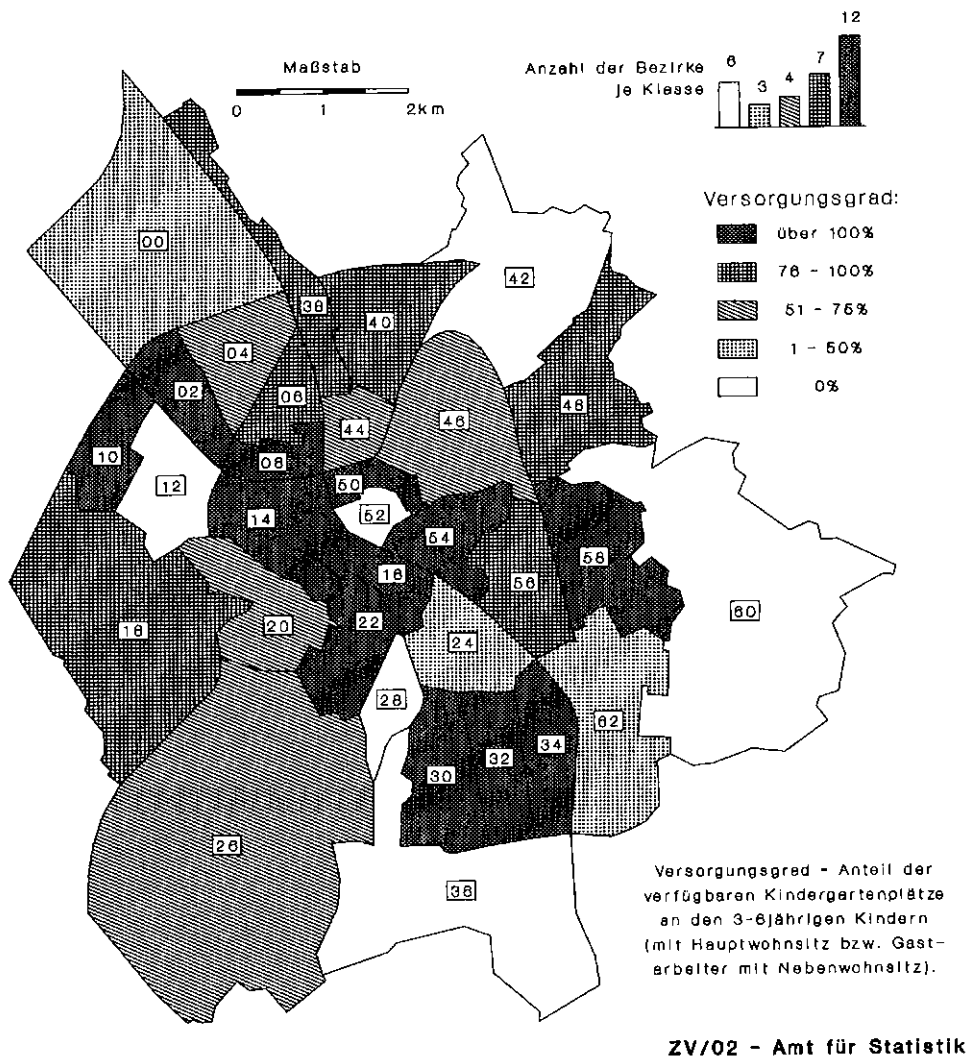 Maßstab
0 1 2km
Anzahl der Bezirke
je Klasse
6 3 4 7 12
Versorgungsgrad:
über 100%
76 - 100%
51 - 75%
1 - 50%
0%
00
42
38
40
04
02
06
48
46
44
10
08
50
12
52
14
54
58
16
56
60
22
18
20
24
28
62
34
32
30
26
36
Versorgungsgrad - Anteil der
verfügbaren Kindergartenplätze
an den 3-6jährigen Kindern
(mit Hauptwohnsitz bzw. Gast-
arbeiter mit Nebenwohnsitz).
ZV/02 - Amt für Statistik